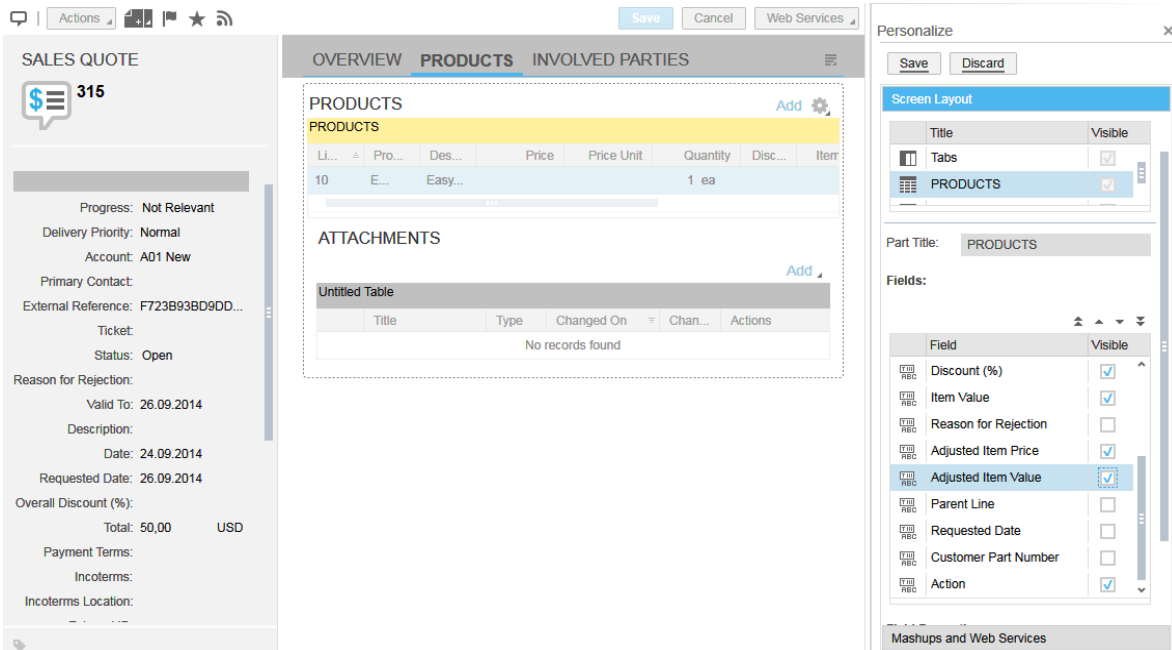 Actions
Save Cancel Web Services
SALES QUOTE
315
Progress: Not Relevant
Delivery Priority: Normal
Account: A01 New
Primary Contact:
External Reference: F723B93BD9DD...
Ticket:
Status: Open
Reason for Rejection:
Valid To: 26.09.2014
Description:
Date: 24.09.2014
Requested Date: 26.09.2014
Overall Discount (%):
Total: 50,00 USD
Payment Terms:
Incoterms:
Incoterms Location:
OVERVIEW PRODUCTS INVOLVED PARTIES
PRODUCTS
Add
PRODUCTS
Li... Pro... Des... Price Price Unit Quantity Disc... Item
10 E... Easy... 1 ea
ATTACHMENTS
Add
Untitled Table
Title Type Changed On Chan... Actions
No records found
Personalize
Save Discard
Screen Layout
Title Visible
Tabs
PRODUCTS
Part Title: PRODUCTS
Fields:
Field Visible
Discount (%)
Item Value
Reason for Rejection
Adjusted Item Price
Adjusted Item Value
Parent Line
Requested Date
Customer Part Number
Action
Mashups and Web Services